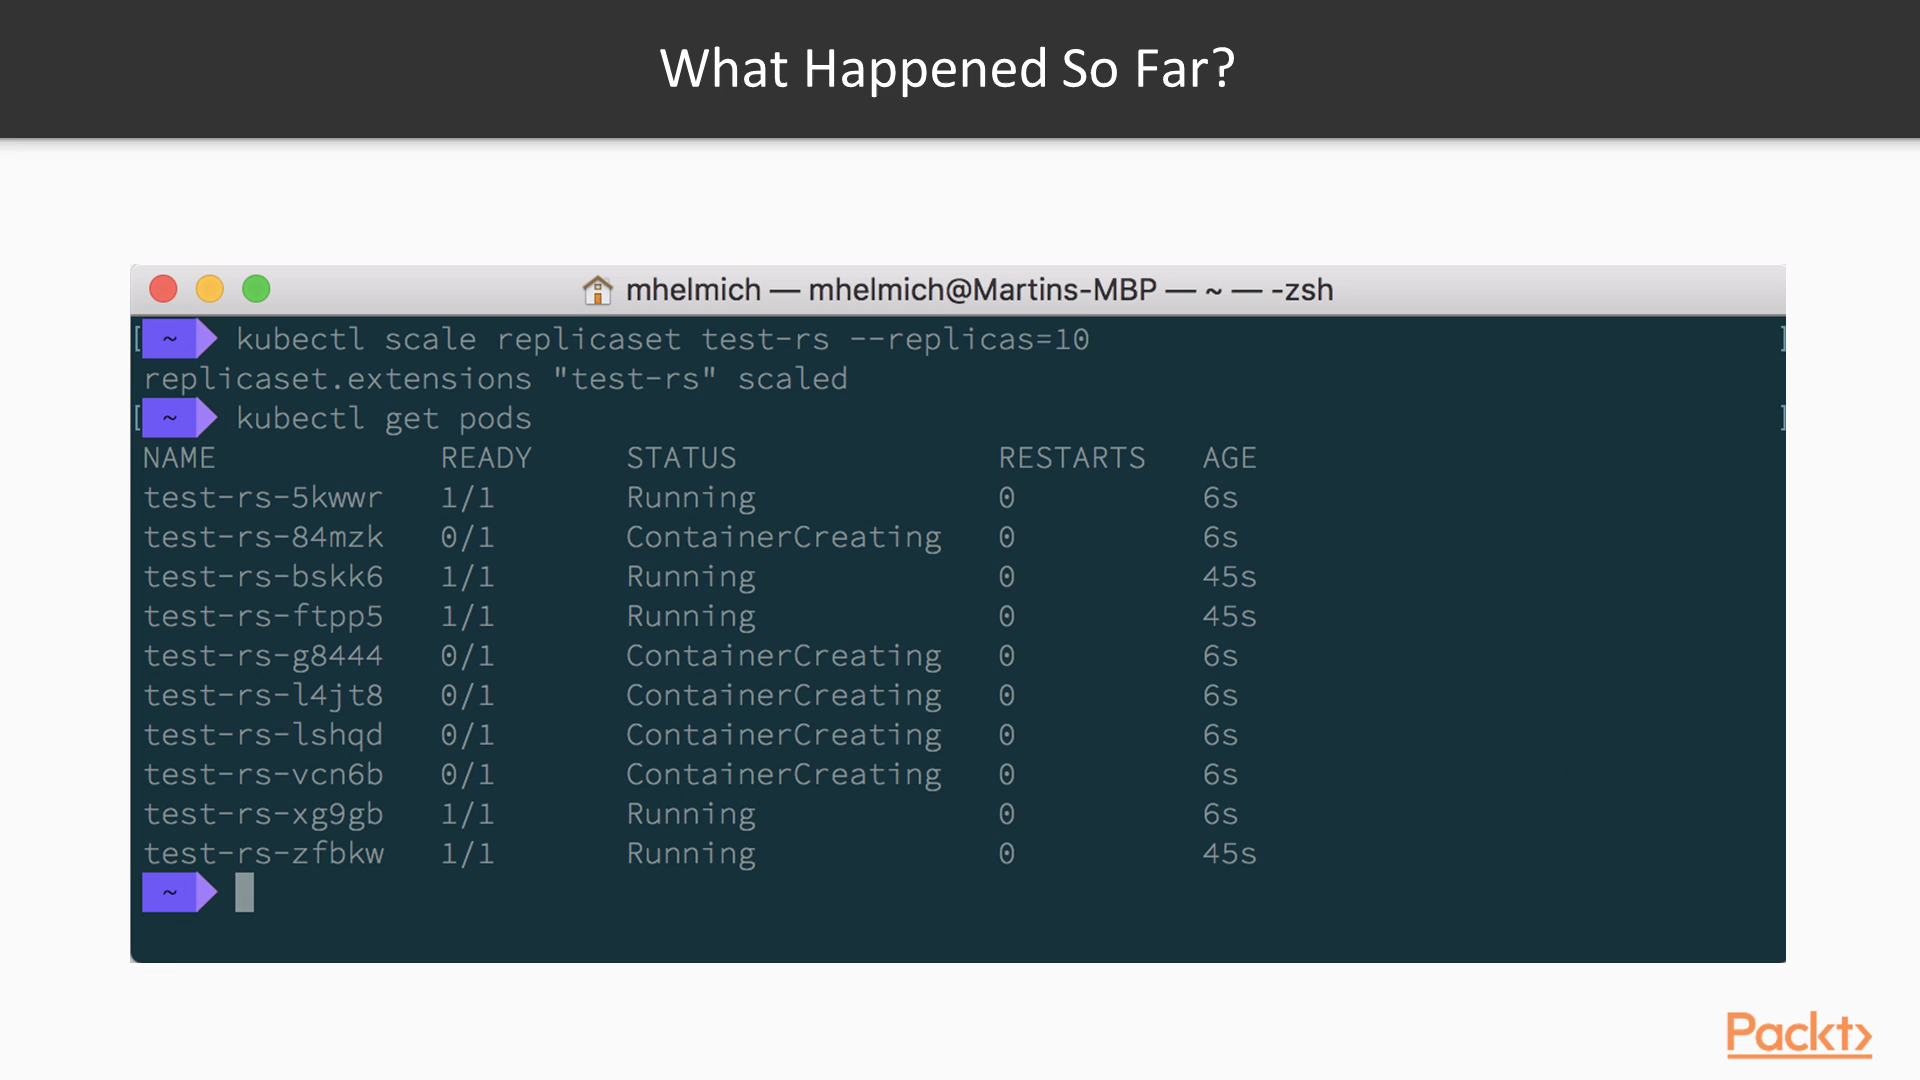 What Happened So Far?
mhelmich — mhelmich@Martins-MBP — ~ — -zsh
[ ~ kubectl scale replicaset test-rs --replicas=10 ]
replicaset.extensions "test-rs" scaled
[ ~ kubectl get pods ]
NAME READY STATUS RESTARTS AGE
test-rs-5kwwr 1/1 Running 0 6s
test-rs-84mzk 0/1 ContainerCreating 0 6s
test-rs-bskk6 1/1 Running 0 45s
test-rs-ftpp5 1/1 Running 0 45s
test-rs-g8444 0/1 ContainerCreating 0 6s
test-rs-l4jt8 0/1 ContainerCreating 0 6s
test-rs-lshqd 0/1 ContainerCreating 0 6s
test-rs-vcn6b 0/1 ContainerCreating 0 6s
test-rs-xg9gb 1/1 Running 0 6s
test-rs-zfbkw 1/1 Running 0 45s
~
Packt>